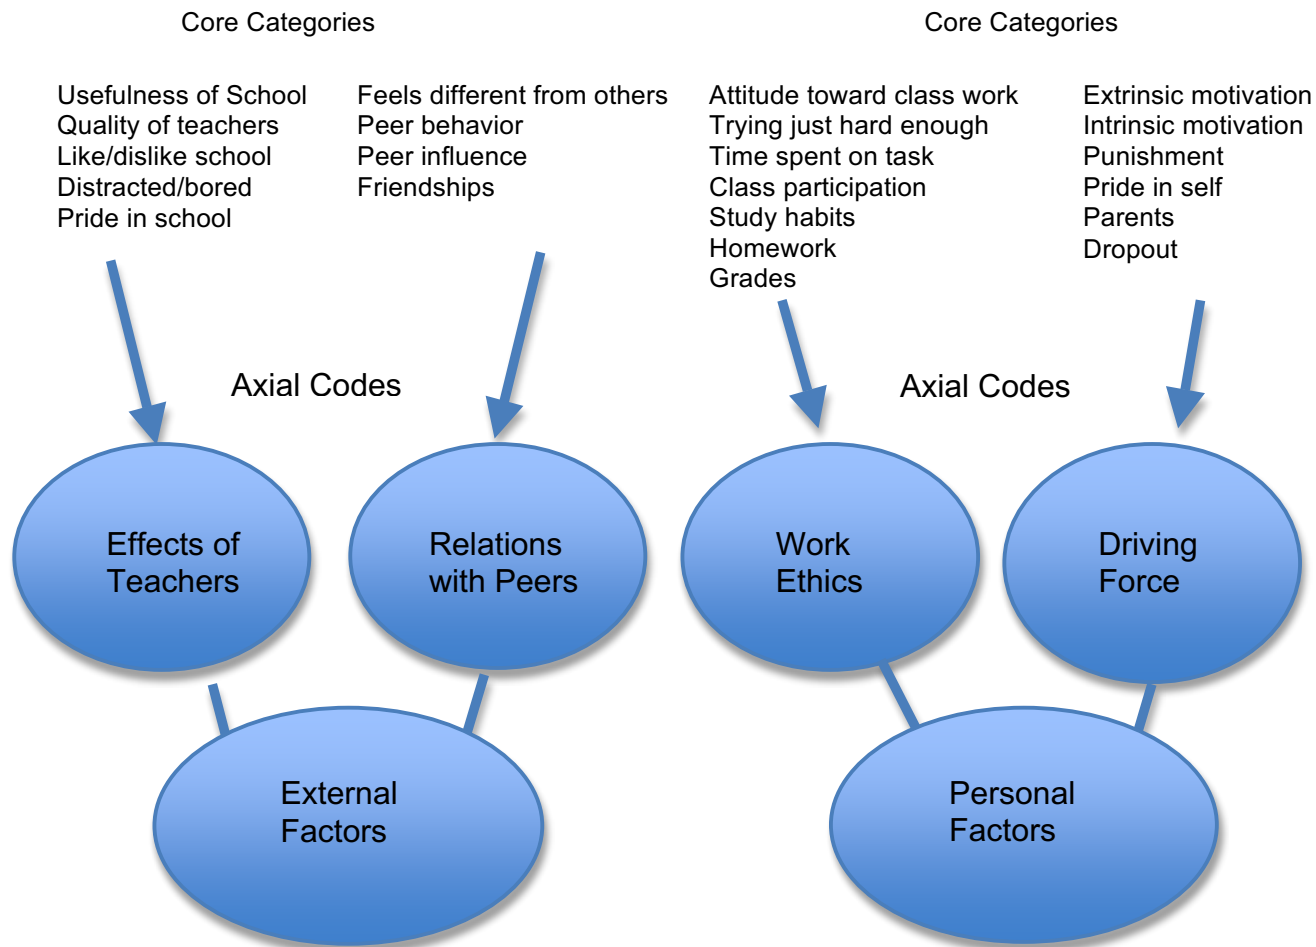 Core Categories
Core Categories
Usefulness of School
Quality of teachers
Like/dislike school
Distracted/bored
Pride in school
Feels different from others
Peer behavior
Peer influence
Friendships
Attitude toward class work
Trying just hard enough
Time spent on task
Class participation
Study habits
Homework
Grades
Extrinsic motivation
Intrinsic motivation
Punishment
Pride in self
Parents
Dropout
Axial Codes
Axial Codes
Effects of
Teachers
Relations
with Peers
Work
Ethics
Driving
Force
External
Factors
Personal
Factors